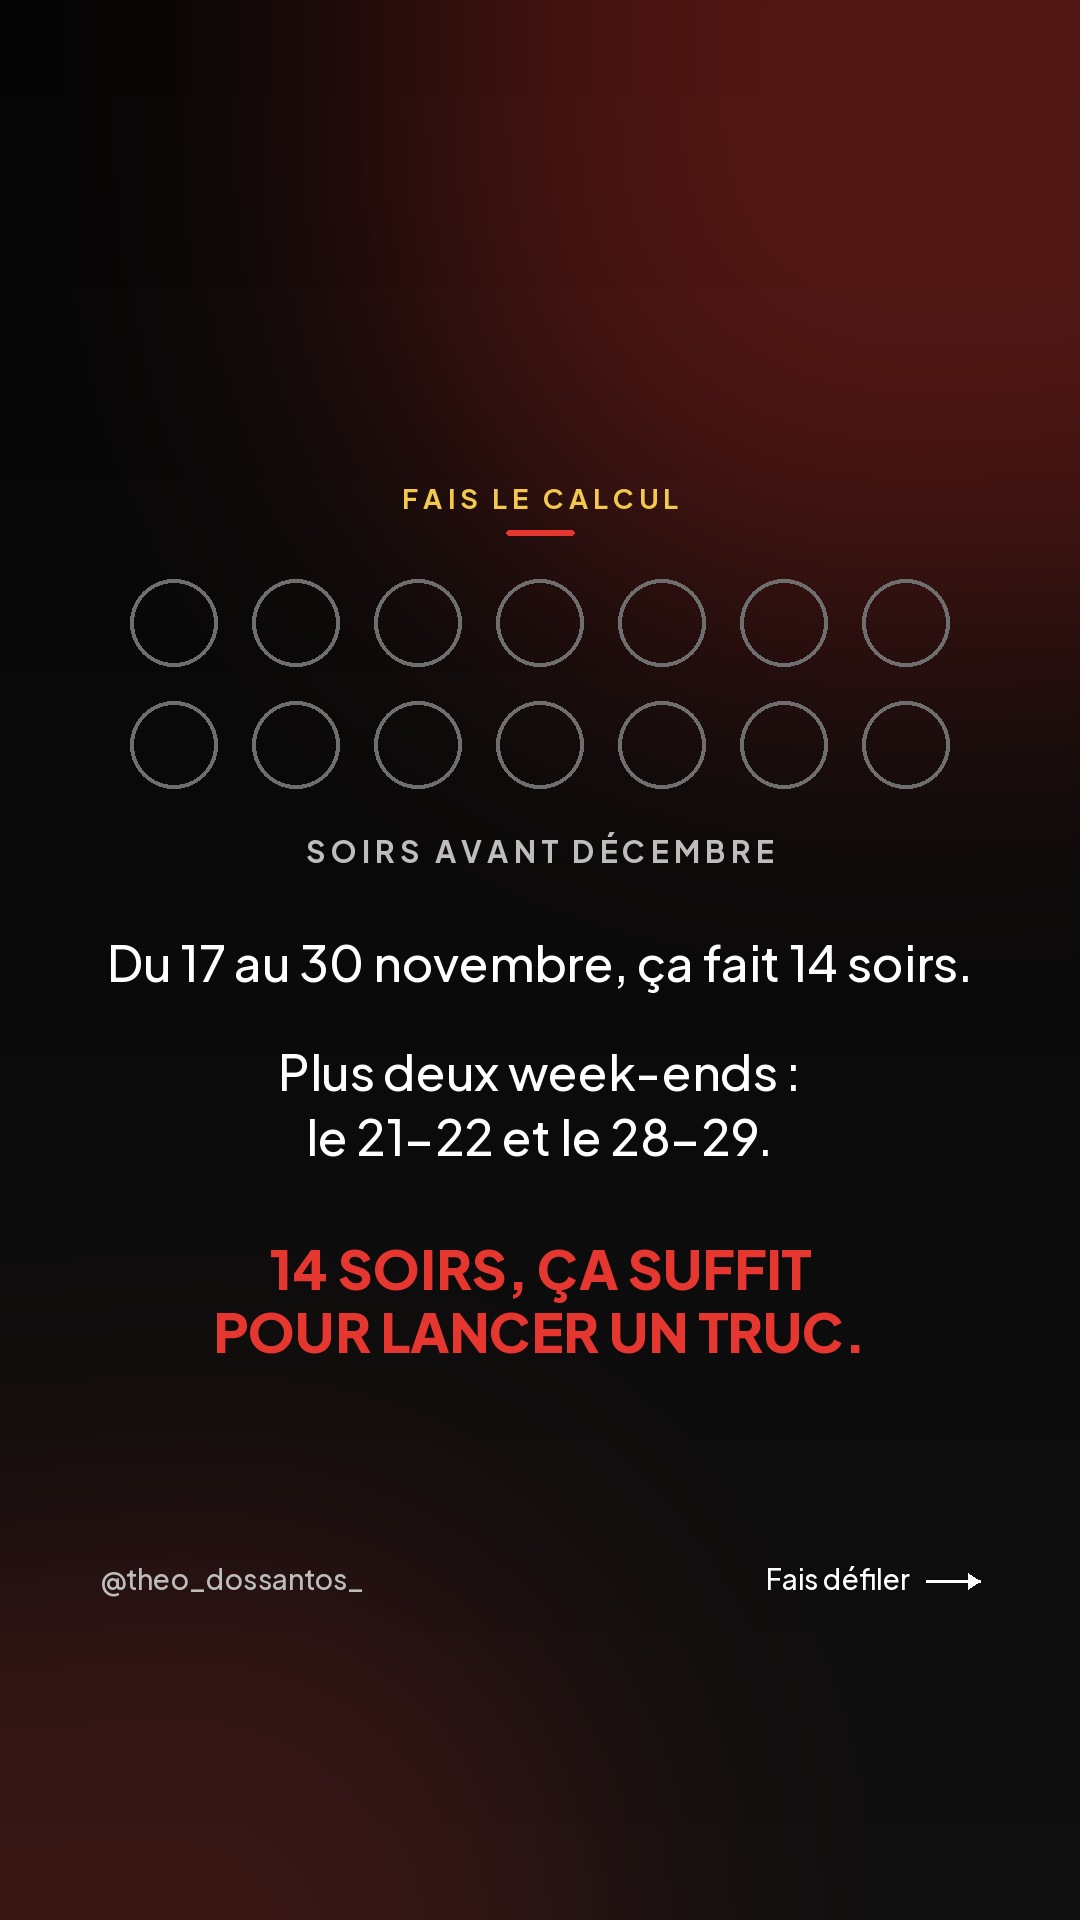 FAIS LE CALCUL
SOIRS AVANT DÉCEMBRE
Du 17 au 30 novembre, ça fait 14 soirs.
Plus deux week-ends :
le 21–22 et le 28–29.
14 SOIRS, ÇA SUFFIT
POUR LANCER UN TRUC.
@theo_dossantos_
Fais défiler